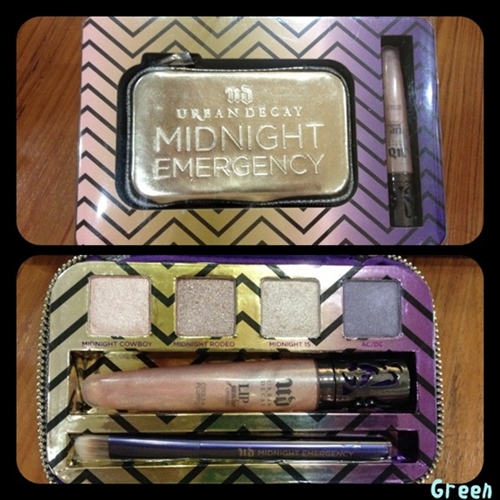 URBAN DECAY
MIDNIGHT
EMERGENCY
MIDNIGHT COWBOY
MIDNIGHT RODEO
MIDNIGHT 15
AC/DC
LIP
UD MIDNIGHT EMERGENCY
Green